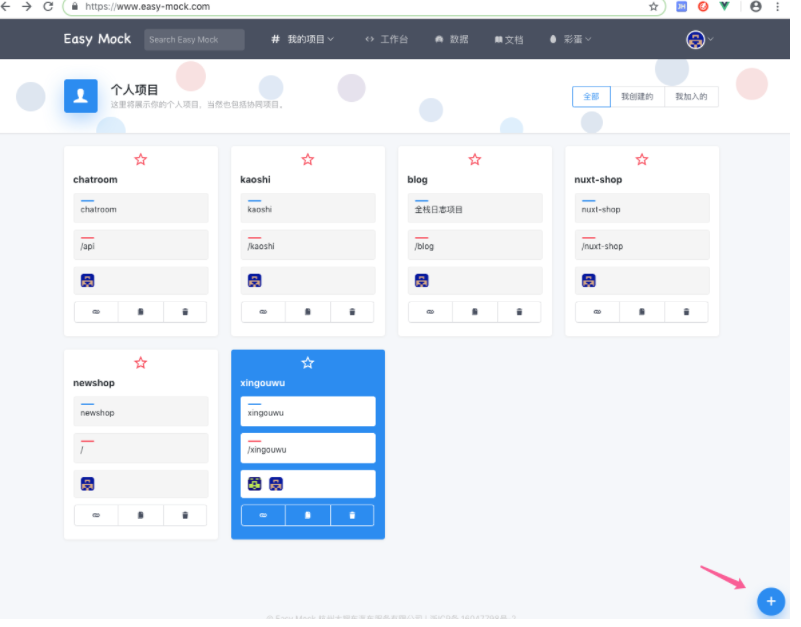 https://www.easy-mock.com
Easy Mock
Search Easy Mock
# 我的项目
工作台
数据
文档
彩蛋
个人项目
这里将展示你的个人项目，当然也包括协同项目。
全部
我创建的
我加入的
chatroom
kaoshi
blog
nuxt-shop
chatroom
kaoshi
全栈日志项目
nuxt-shop
/api
/kaoshi
/blog
/nuxt-shop
newshop
xingouwu
newshop
xingouwu
/
/xingouwu